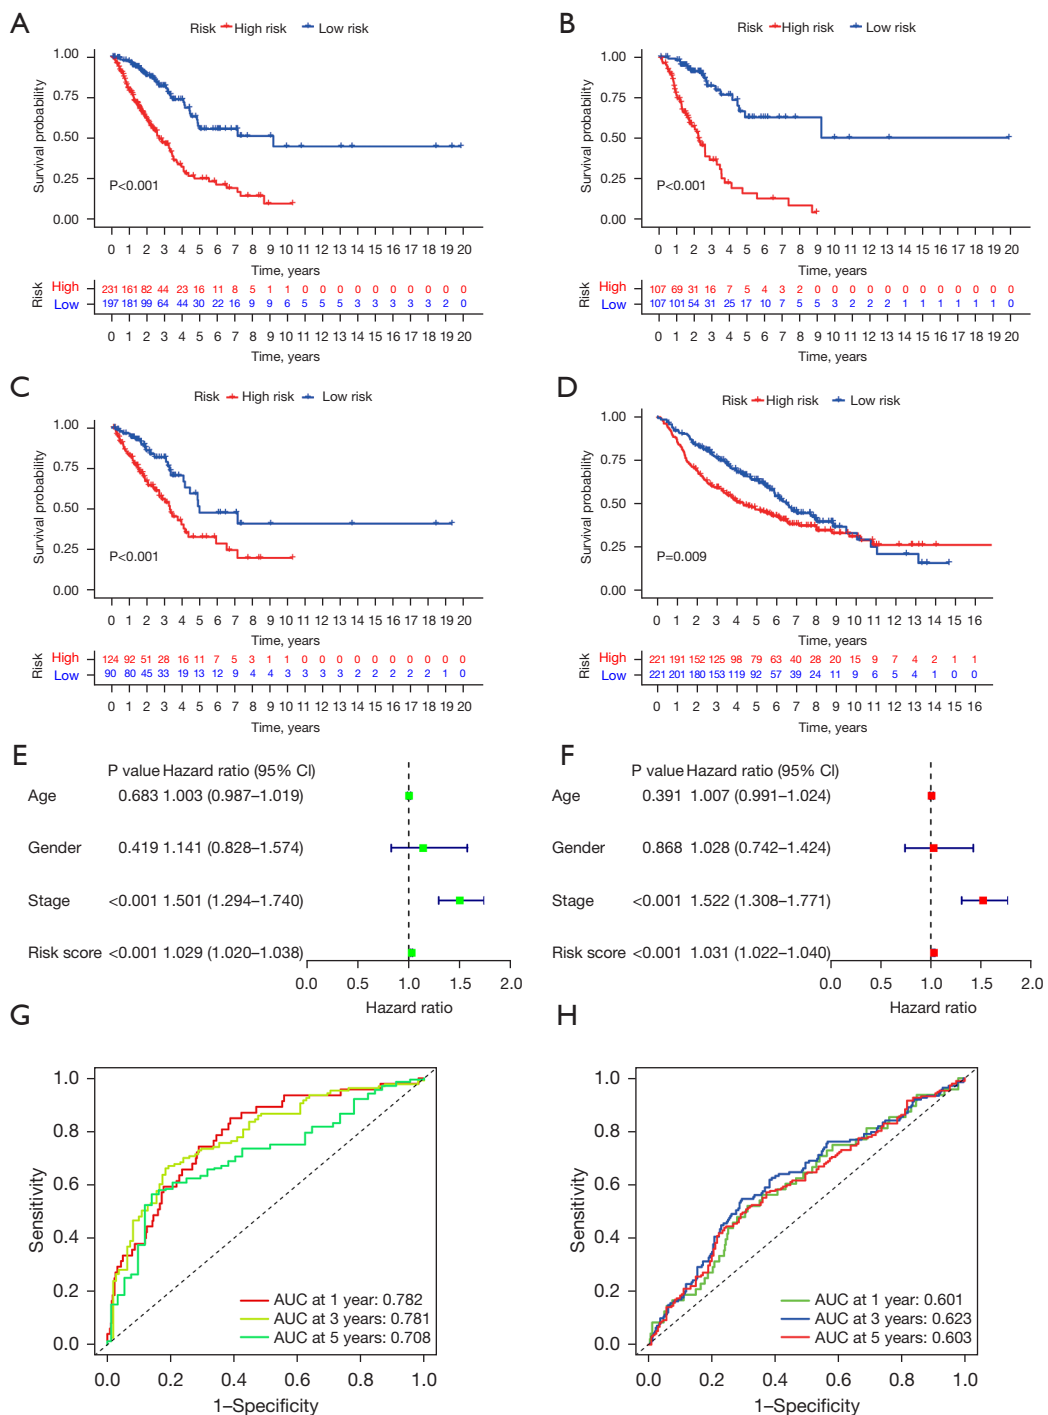 A
Risk High risk Low risk
Survival probability
1.00
0.75
0.50
0.25
0.00
P<0.001
0 1 2 3 4 5 6 7 8 9 10 11 12 13 14 15 16 17 18 19 20
Time, years
Risk
High 231 161 82 44 23 16 11 8 5 1 1 0 0 0 0 0 0 0 0 0 0
Low 197 181 99 64 44 30 22 16 9 9 6 5 5 5 3 3 3 3 3 2 0
0 1 2 3 4 5 6 7 8 9 10 11 12 13 14 15 16 17 18 19 20
Time, years
B
Risk High risk Low risk
Survival probability
1.00
0.75
0.50
0.25
0.00
P<0.001
0 1 2 3 4 5 6 7 8 9 10 11 12 13 14 15 16 17 18 19 20
Time, years
Risk
High 107 69 31 16 7 5 4 3 2 0 0 0 0 0 0 0 0 0 0 0 0
Low 107 101 54 31 25 17 10 7 5 5 3 2 2 2 1 1 1 1 1 1 0
0 1 2 3 4 5 6 7 8 9 10 11 12 13 14 15 16 17 18 19 20
Time, years
C
Risk High risk Low risk
Survival probability
1.00
0.75
0.50
0.25
0.00
P<0.001
0 1 2 3 4 5 6 7 8 9 10 11 12 13 14 15 16 17 18 19 20
Time, years
Risk
High 124 92 51 28 16 11 7 5 3 1 1 0 0 0 0 0 0 0 0 0 0
Low 90 80 45 33 19 13 12 9 4 4 3 3 3 3 2 2 2 2 2 1 0
0 1 2 3 4 5 6 7 8 9 10 11 12 13 14 15 16 17 18 19 20
Time, years
D
Risk High risk Low risk
Survival probability
1.00
0.75
0.50
0.25
0.00
P=0.009
0 1 2 3 4 5 6 7 8 9 10 11 12 13 14 15 16
Time, years
Risk
High 221 191 152 125 98 79 63 40 28 20 15 9 7 4 2 1 1
Low 221 201 180 153 119 92 57 39 24 11 9 6 5 4 1 0 0
0 1 2 3 4 5 6 7 8 9 10 11 12 13 14 15 16
Time, years
E
P value Hazard ratio (95% CI)
Age 0.683 1.003 (0.987–1.019)
Gender 0.419 1.141 (0.828–1.574)
Stage <0.001 1.501 (1.294–1.740)
Risk score <0.001 1.029 (1.020–1.038)
0.0 0.5 1.0 1.5 2.0
Hazard ratio
F
P value Hazard ratio (95% CI)
Age 0.391 1.007 (0.991–1.024)
Gender 0.868 1.028 (0.742–1.424)
Stage <0.001 1.522 (1.308–1.771)
Risk score <0.001 1.031 (1.022–1.040)
0.0 0.5 1.0 1.5 2.0
Hazard ratio
G
Sensitivity
1.0
0.8
0.6
0.4
0.2
0.0
AUC at 1 year: 0.782
AUC at 3 years: 0.781
AUC at 5 years: 0.708
0.0 0.2 0.4 0.6 0.8 1.0
1–Specificity
H
Sensitivity
1.0
0.8
0.6
0.4
0.2
0.0
AUC at 1 year: 0.601
AUC at 3 years: 0.623
AUC at 5 years: 0.603
0.0 0.2 0.4 0.6 0.8 1.0
1–Specificity